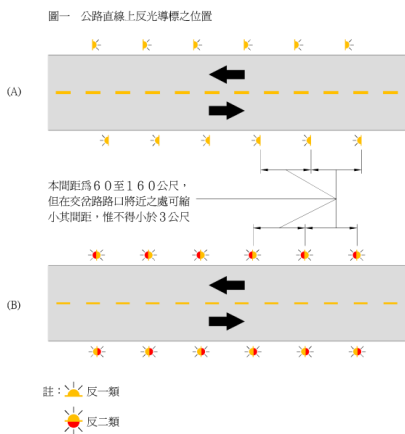 圖一 公路直線上反光導標之位置
(A)
本間距爲60至160公尺，
但在交岔路路口將近之處可縮
小其間距，惟不得小於3公尺
(B)
註：反一類
反二類